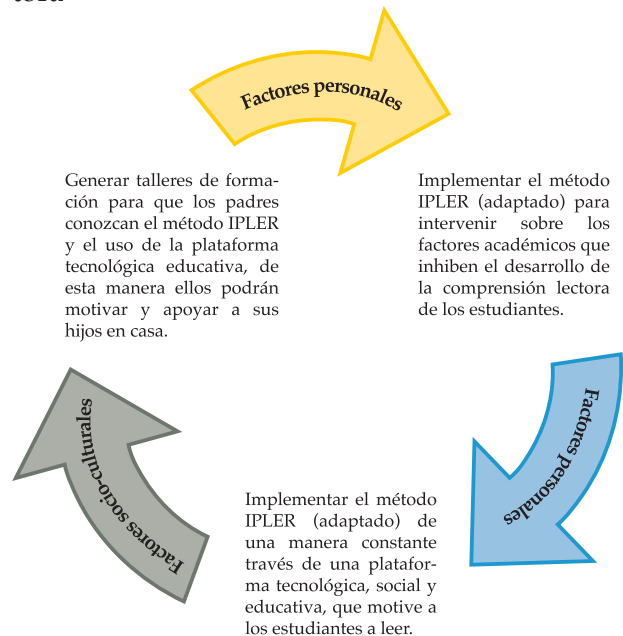 Factores personales
Generar talleres de forma-
ción para que los padres
conozcan el método IPLER
y el uso de la plataforma
tecnológica educativa, de
esta manera ellos podrán
motivar y apoyar a sus
hijos en casa.
Implementar el método
IPLER (adaptado) para
intervenir sobre los
factores académicos que
inhiben el desarrollo de
la comprensión lectora
de los estudiantes.
Factores personales
Factores socio-culturales
Implementar el método
IPLER (adaptado) de
una manera constante
través de una platafor-
ma tecnológica, social y
educativa, que motive a
los estudiantes a leer.